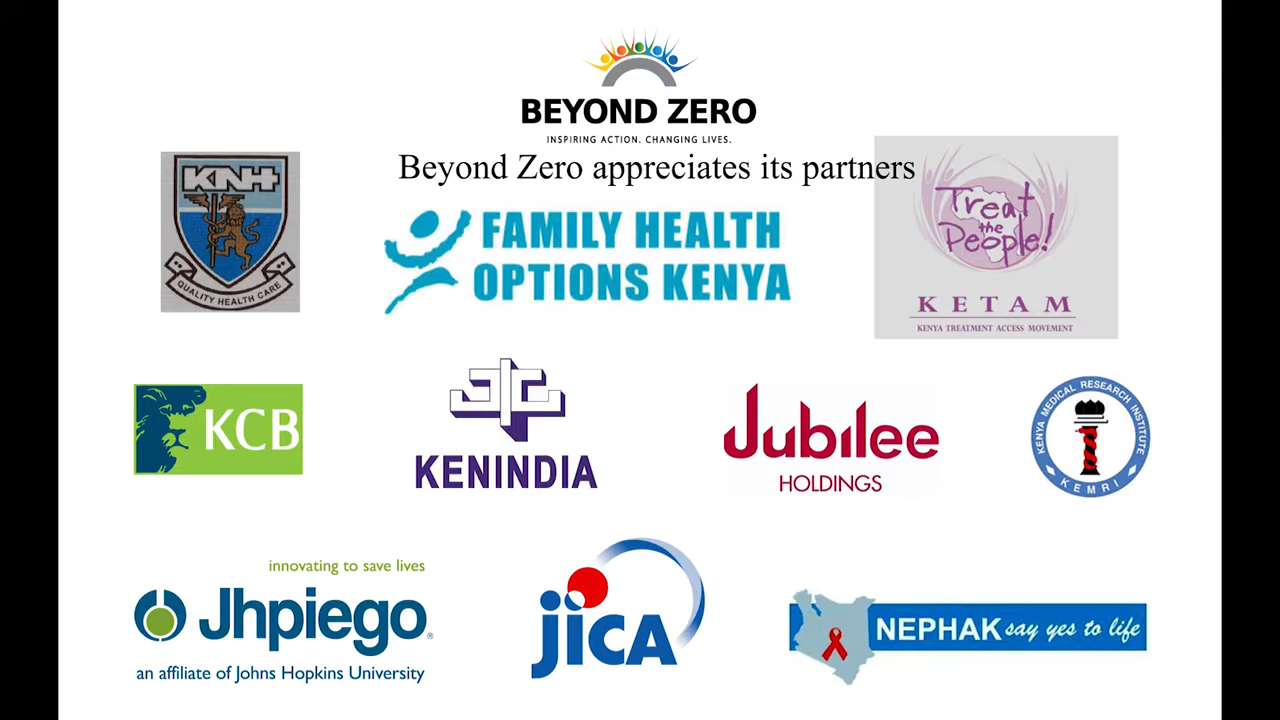 BEYOND ZERO
INSPIRING ACTION. CHANGING LIVES.
Beyond Zero appreciates its partners
KNH
QUALITY HEALTH CARE
FAMILY HEALTH
OPTIONS KENYA
Treat
the
People!
KETAM
KENYA TREATMENT ACCESS MOVEMENT
KCB
KENINDIA
Jubilee
HOLDINGS
KENYA MEDICAL RESEARCH INSTITUTE
KEMRI
innovating to save lives
Jhpiego®
an affiliate of Johns Hopkins University
jICA
NEPHAK say yes to life